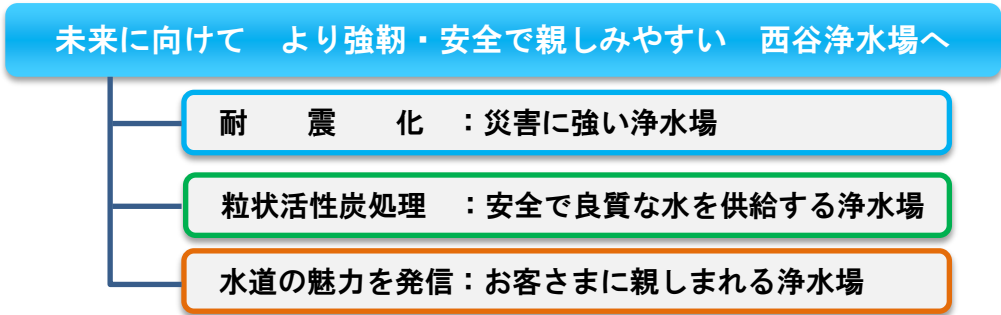 未来に向けて　より強靭・安全で親しみやすい　西谷浄水場へ
耐　震　化　：災害に強い浄水場
粒状活性炭処理　：安全で良質な水を供給する浄水場
水道の魅力を発信：お客さまに親しまれる浄水場